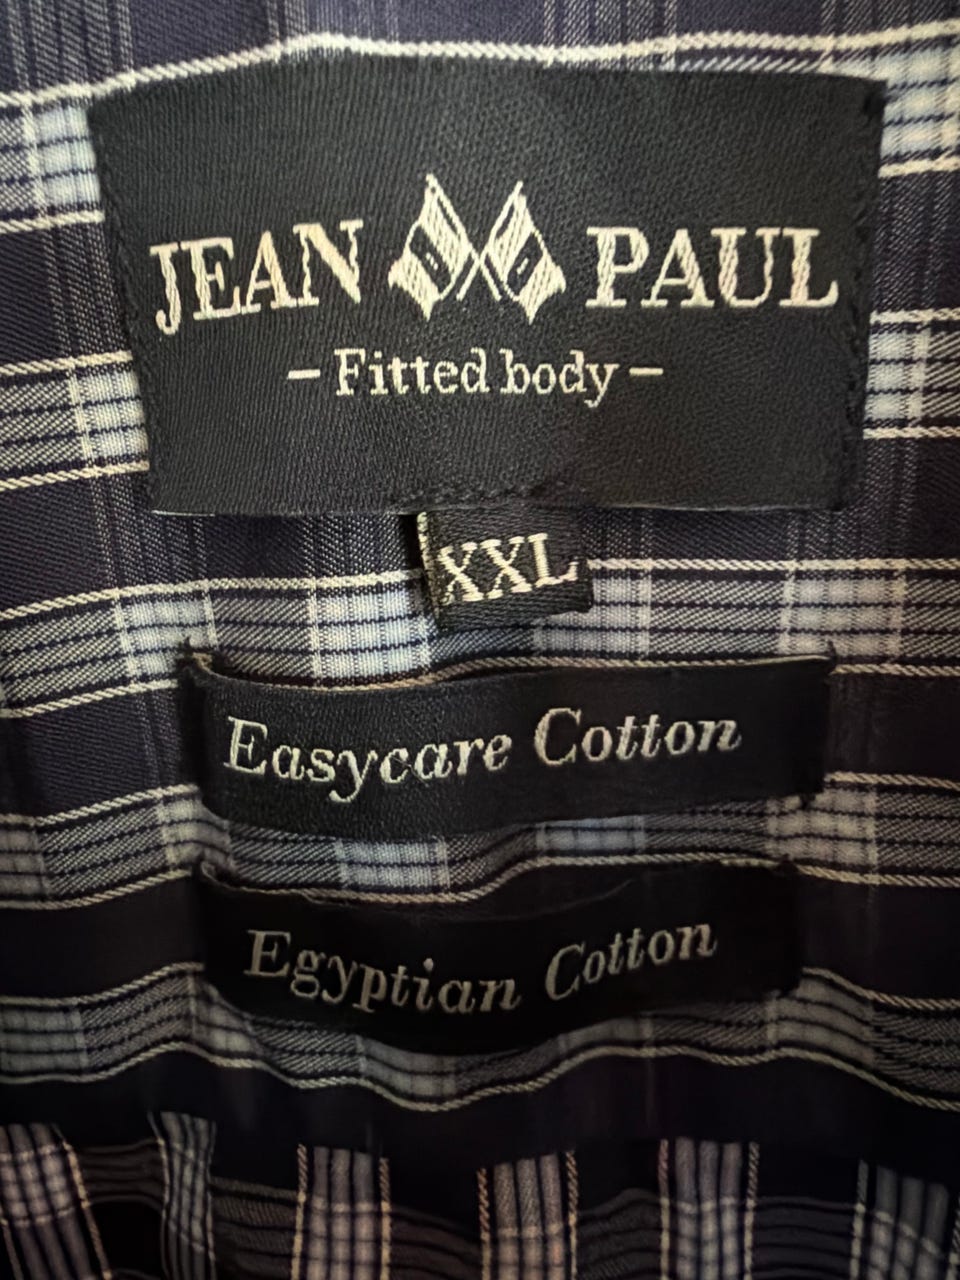 JEAN PAUL
- Fitted body -
XXL
Easycare Cotton
Egyptian Cotton